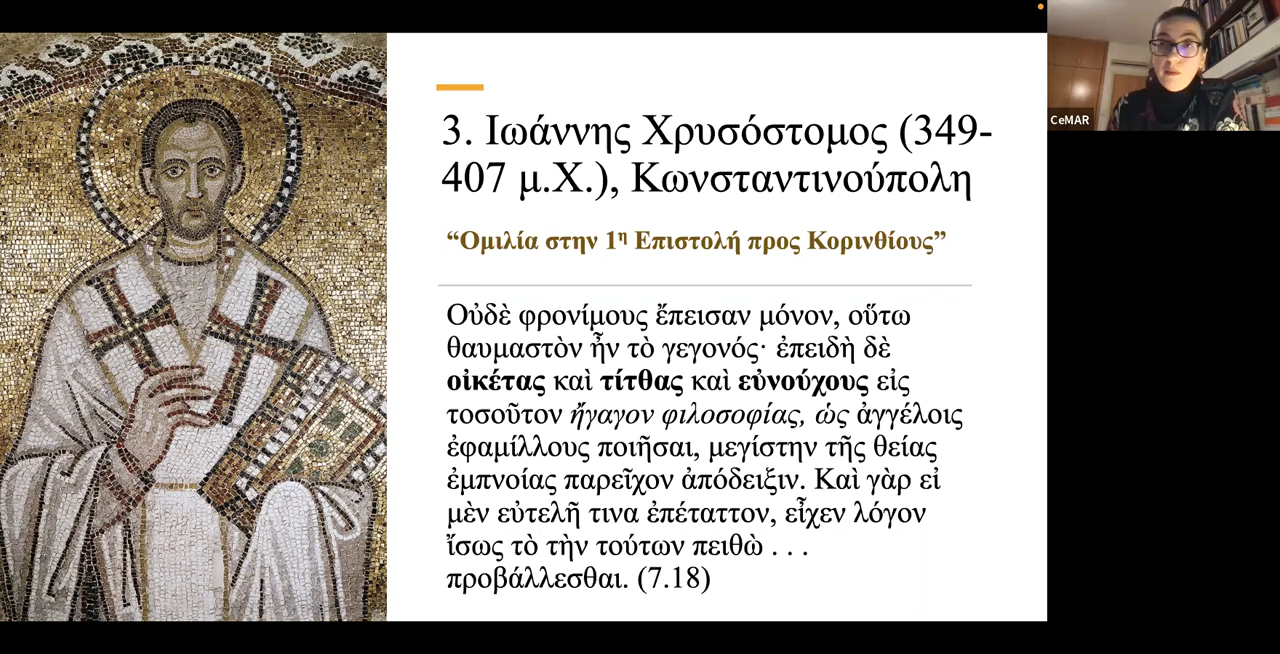 3. Ιωάννης Χρυσόστομος (349-
407 μ.Χ.), Κωνσταντινούπολη
“Ομιλία στην 1η Επιστολή προς Κορινθίους”
Οὐδὲ φρονίμους ἔπεισαν μόνον, οὕτω
θαυμαστὸν ἦν τὸ γεγονός· ἐπειδὴ δὲ
οἰκέτας καὶ τίτθας καὶ εὐνούχους εἰς
τοσοῦτον ἤγαγον φιλοσοφίας, ὡς ἀγγέλοις
ἐφαμίλλους ποιῆσαι, μεγίστην τῆς θείας
ἐμπνοίας παρεῖχον ἀπόδειξιν. Καὶ γὰρ εἰ
μὲν εὐτελῆ τινα ἐπέταττον, εἶχεν λόγον
ἴσως τὸ τὴν τούτων πειθὼ . . .
προβάλλεσθαι. (7.18)
CeMAR